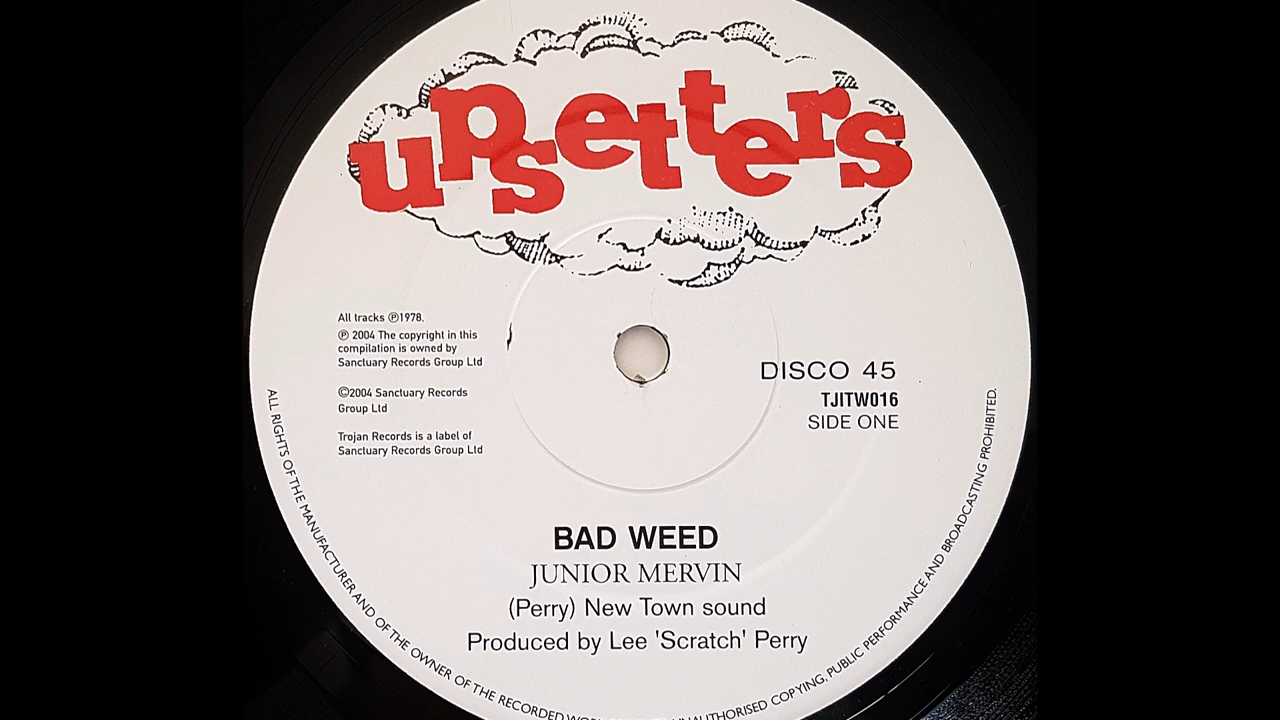 upsetters
All tracks ℗1978.
℗ 2004 The copyright in this
compilation is owned by
Sanctuary Records Group Ltd
©2004 Sanctuary Records
Group Ltd
Trojan Records is a label of
Sanctuary Records Group Ltd
DISCO 45
TJITW016
SIDE ONE
BAD WEED
JUNIOR MERVIN
(Perry) New Town sound
Produced by Lee 'Scratch' Perry
ALL RIGHTS OF THE MANUFACTURER AND OF THE OWNER OF THE RECORDED UNAUTHORISED COPYING, PUBLIC PERFORMANCE AND BROADCASTING PROHIBITED.